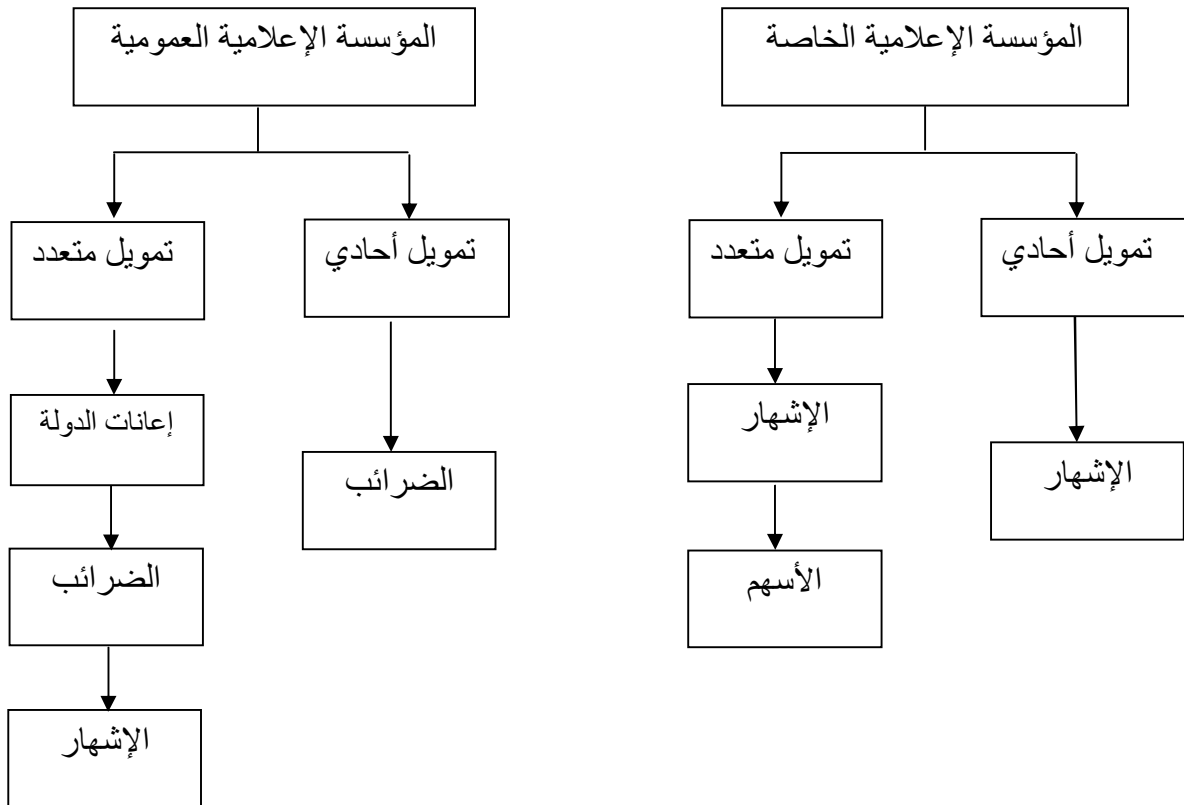 المؤسسة الإعلامية الخاصة
المؤسسة الإعلامية العمومية
تمويل أحادي
تمويل متعدد
تمويل أحادي
تمويل متعدد
الإشهار
إعانات الدولة
الإشهار
الضرائب
الأسهم
الضرائب
الإشهار